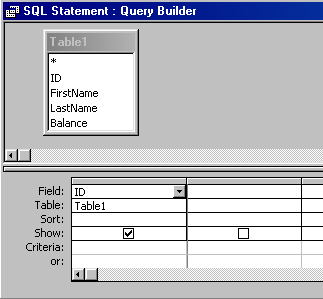 SQL Statement : Query Builder
Table1
*
ID
FirstName
LastName
Balance
Field: ID
Table: Table1
Sort:
Show:
Criteria:
or: